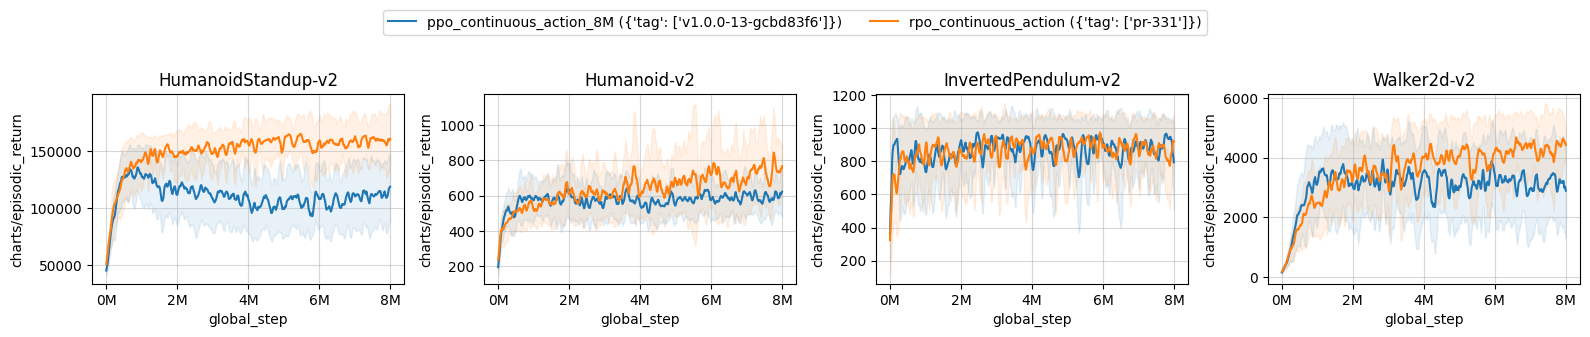 ppo_continuous_action_8M ({'tag': ['v1.0.0-13-gcbd83f6']})
rpo_continuous_action ({'tag': ['pr-331']})
HumanoidStandup-v2
charts/episodic_return
150000
100000
50000
0M 2M 4M 6M 8M
global_step
Humanoid-v2
charts/episodic_return
1000
800
600
400
200
0M 2M 4M 6M 8M
global_step
InvertedPendulum-v2
charts/episodic_return
1200
1000
800
600
400
200
0M 2M 4M 6M 8M
global_step
Walker2d-v2
charts/episodic_return
6000
4000
2000
0
0M 2M 4M 6M 8M
global_step